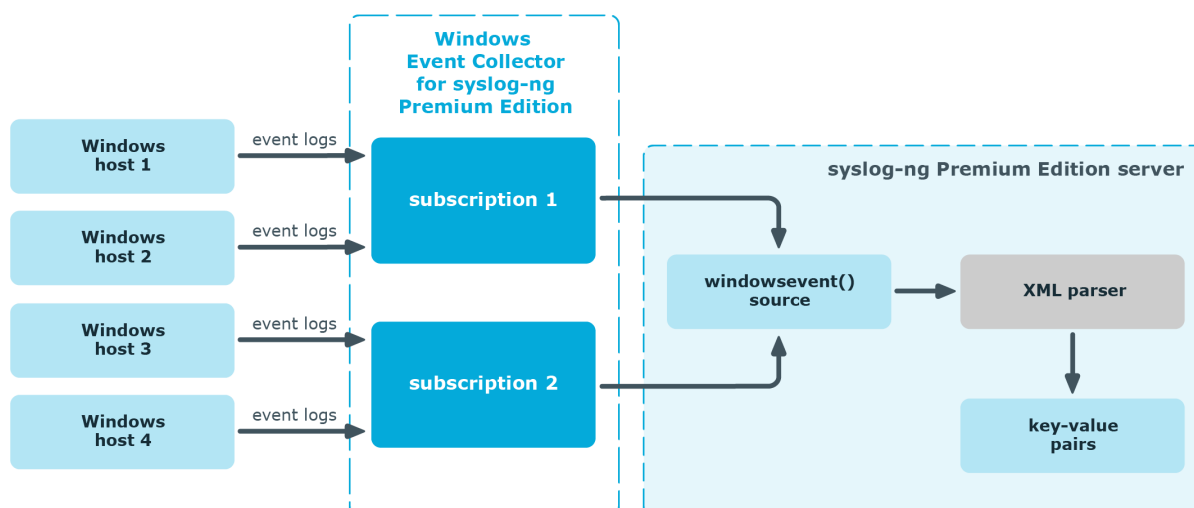 Windows
Event Collector
for syslog-ng
Premium Edition
Windows
host 1
event logs
subscription 1
Windows
host 2
event logs
Windows
host 3
event logs
subscription 2
Windows
host 4
event logs
syslog-ng Premium Edition server
windowsevent()
source
XML parser
key-value
pairs